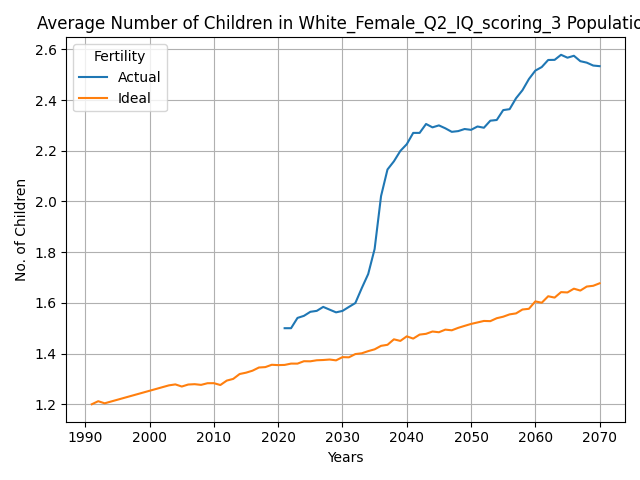 Average Number of Children in White_Female_Q2_IQ_scoring_3 Populatio
Fertility
Actual
Ideal
2.6
2.4
2.2
2.0
1.8
1.6
1.4
1.2
No. of Children
1990 2000 2010 2020 2030 2040 2050 2060 2070
Years